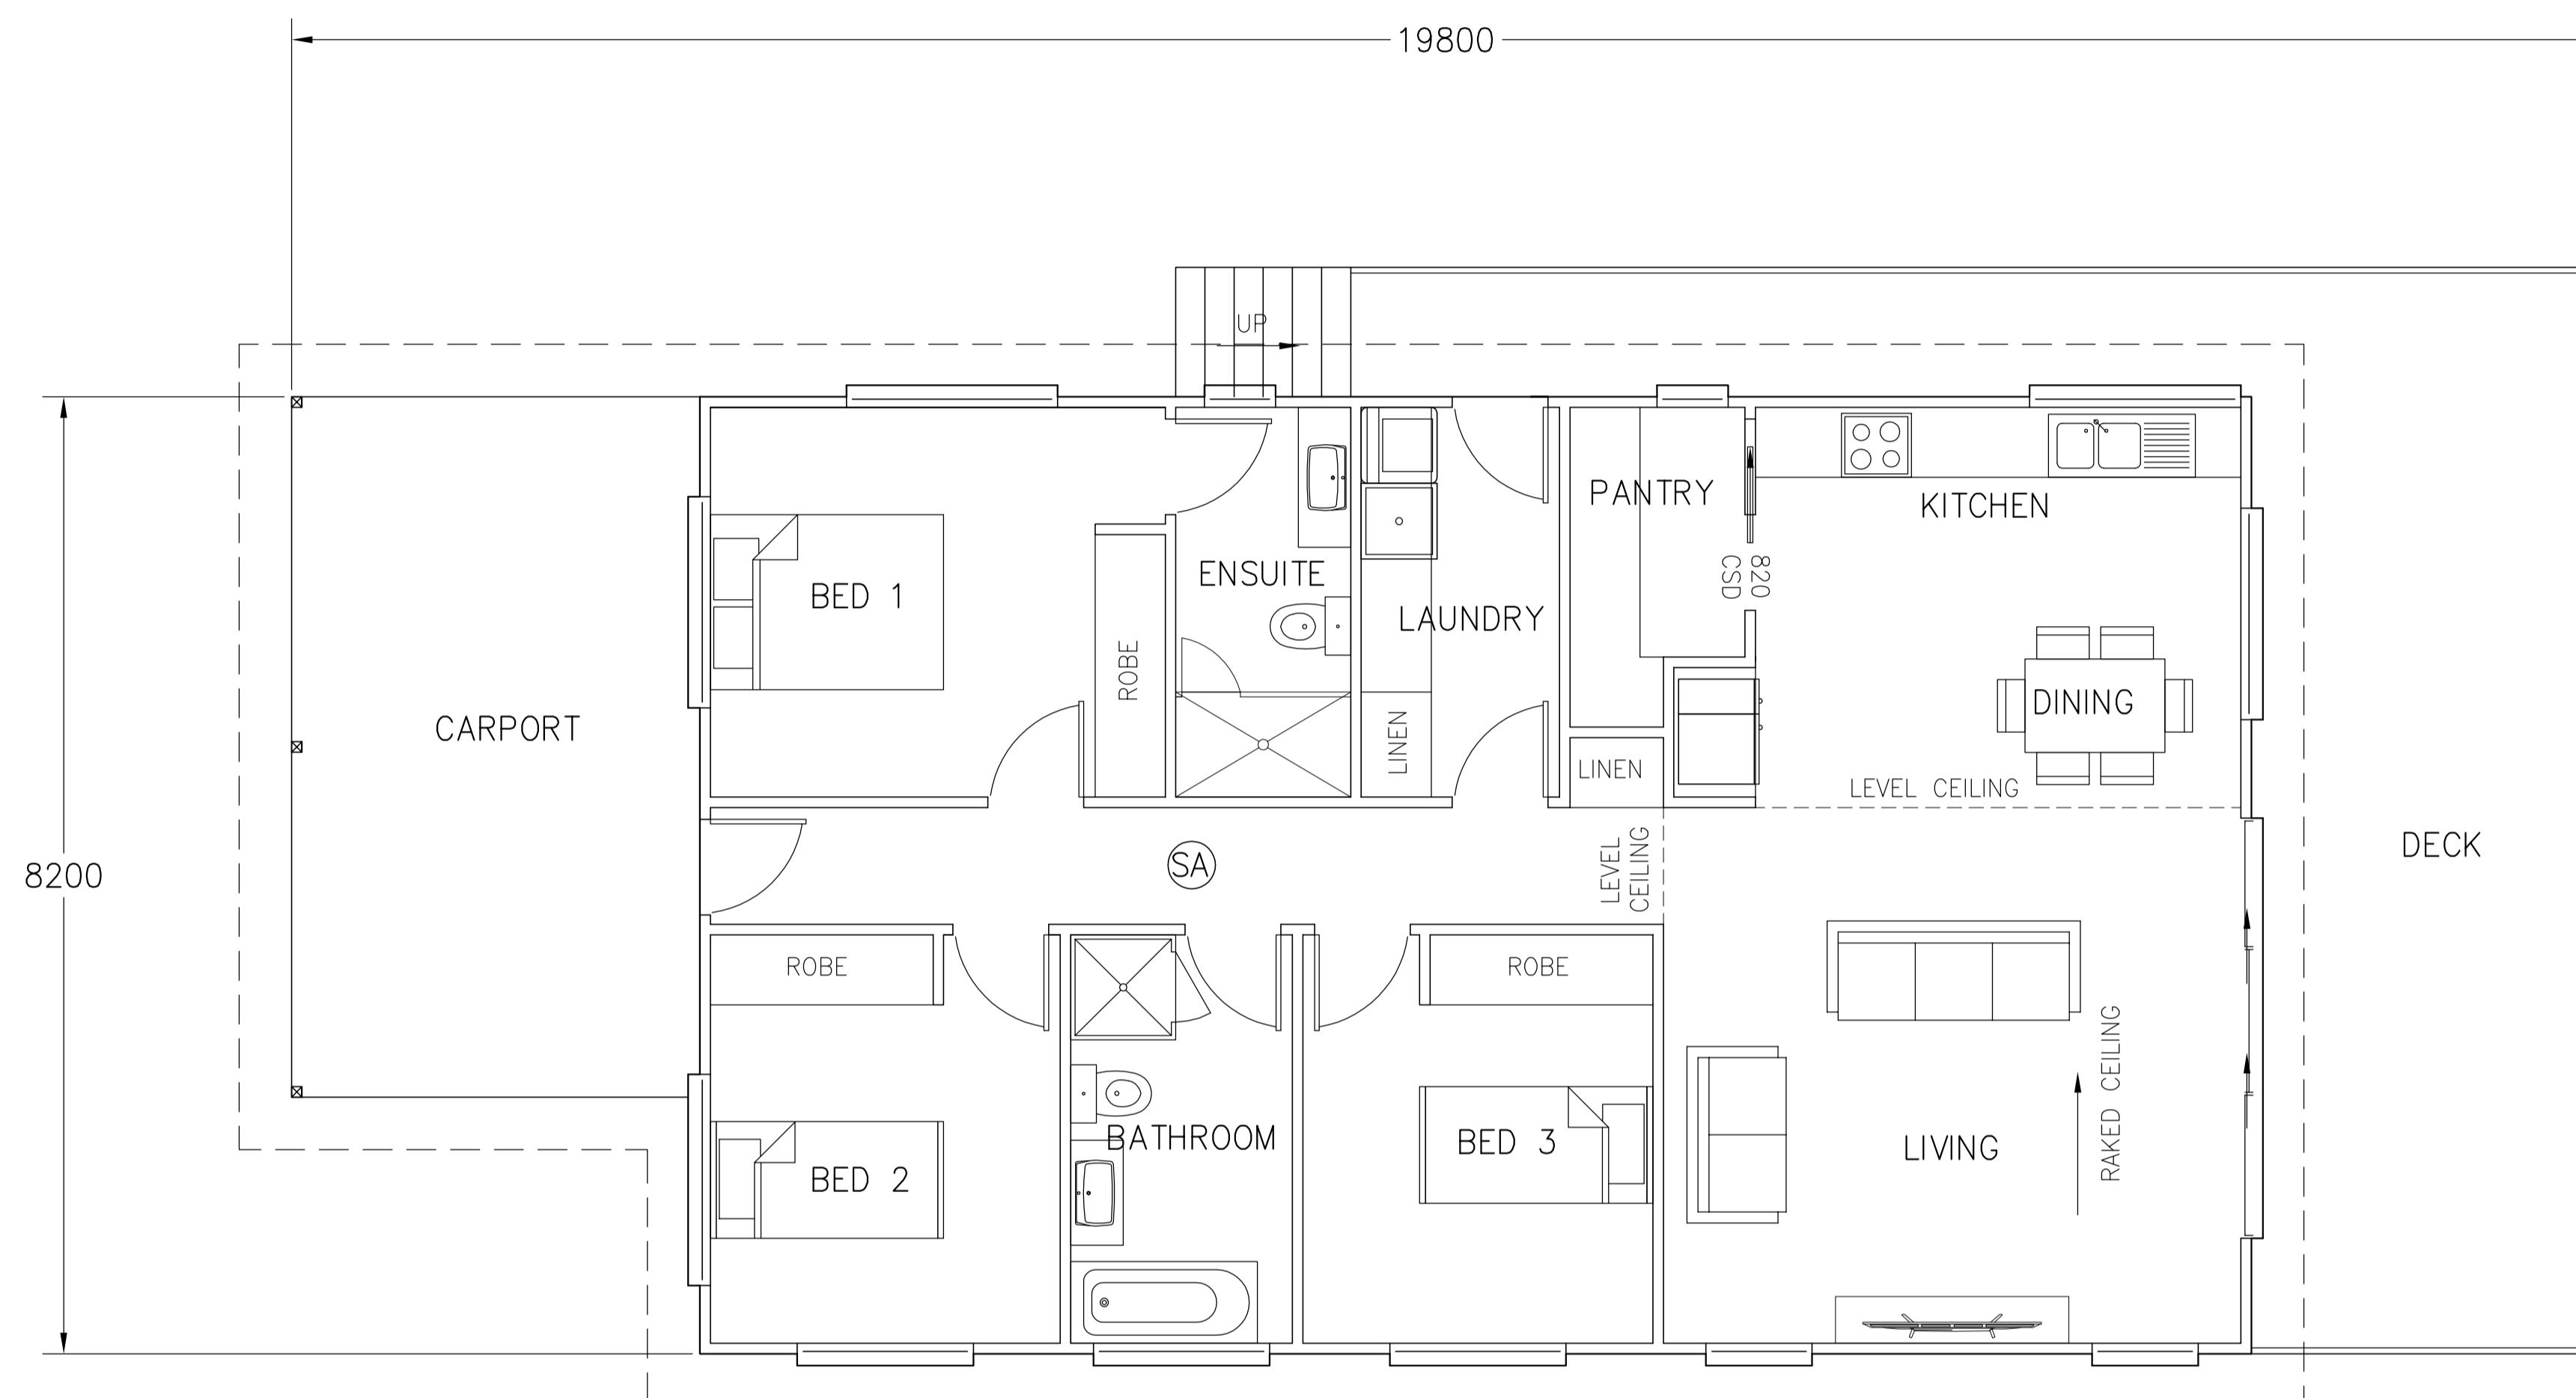 19800
UP
PANTRY
KITCHEN
820
CSD
ENSUITE
BED 1
LAUNDRY
ROBE
DINING
CARPORT
LINEN
LINEN
LEVEL CEILING
DECK
8200
SA
LEVEL
CEILING
ROBE
ROBE
RAKED CEILING
BATHROOM
BED 3
LIVING
BED 2